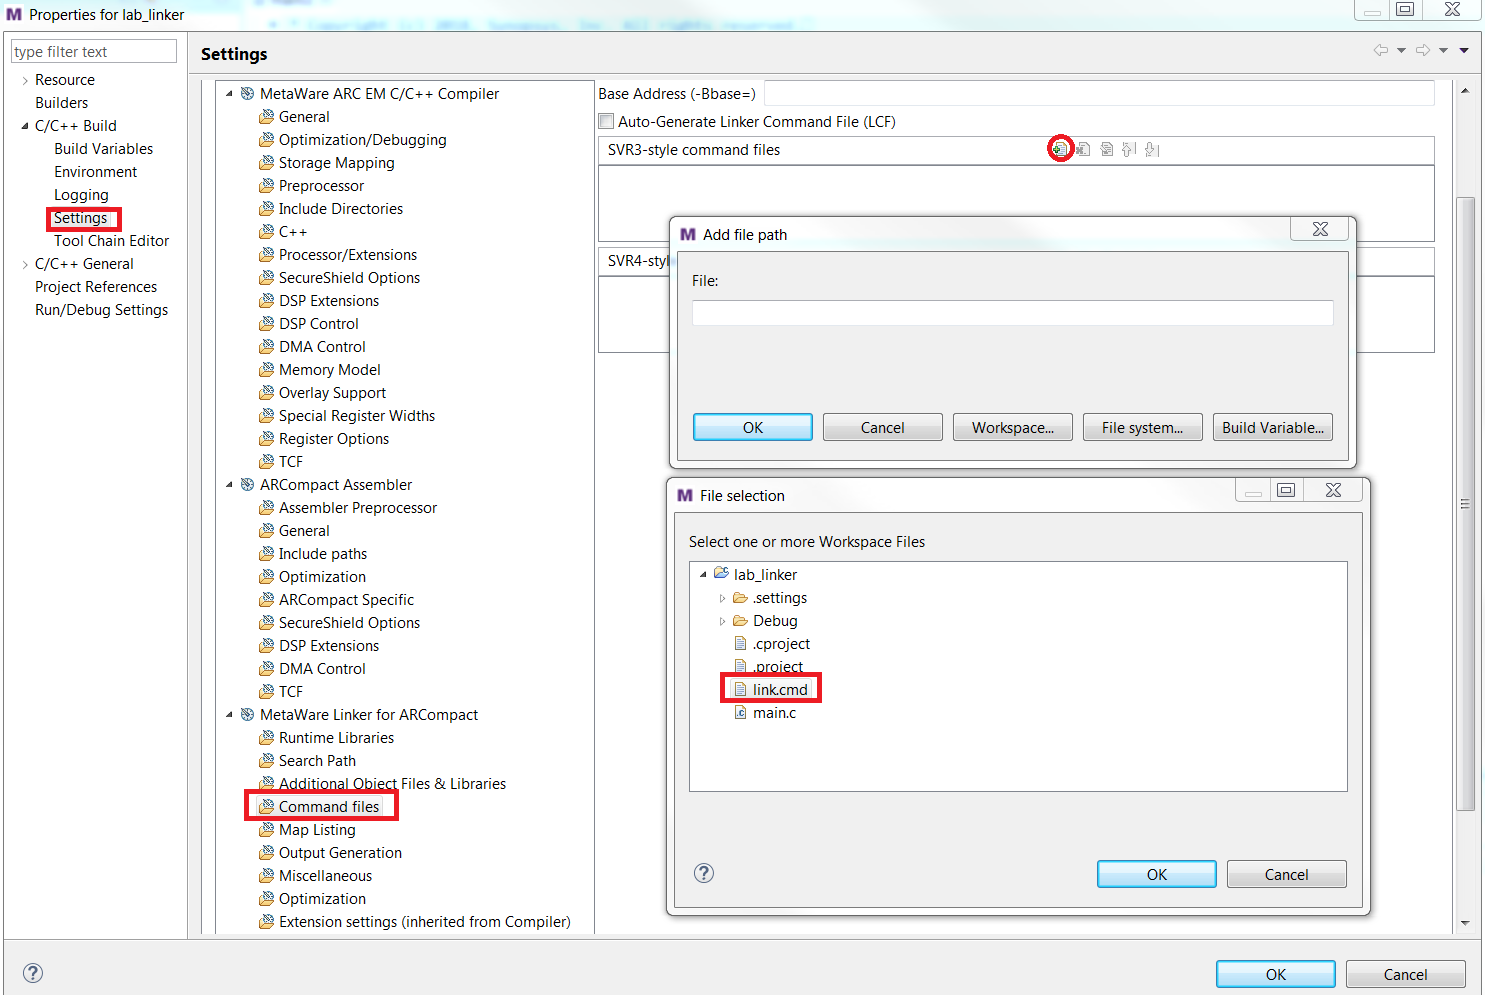 Properties for lab_linker
type filter text
Resource
Builders
C/C++ Build
Build Variables
Environment
Logging
Settings
Tool Chain Editor
C/C++ General
Project References
Run/Debug Settings
Settings
MetaWare ARC EM C/C++ Compiler
General
Optimization/Debugging
Storage Mapping
Preprocessor
Include Directories
C++
Processor/Extensions
SecureShield Options
DSP Extensions
DSP Control
DMA Control
Memory Model
Overlay Support
Special Register Widths
Register Options
TCF
ARCompact Assembler
Assembler Preprocessor
General
Include paths
Optimization
ARCompact Specific
SecureShield Options
DSP Extensions
DMA Control
TCF
MetaWare Linker for ARCompact
Runtime Libraries
Search Path
Additional Object Files & Libraries
Command files
Map Listing
Output Generation
Miscellaneous
Optimization
Extension settings (inherited from Compiler)
Base Address (-Bbase=)
Auto-Generate Linker Command File (LCF)
SVR3-style command files
SVR4-styl
M Add file path
File:
OK Cancel Workspace... File system... Build Variable...
M File selection
Select one or more Workspace Files
lab_linker
.settings
Debug
.cproject
.project
link.cmd
main.c
OK Cancel
OK Cancel